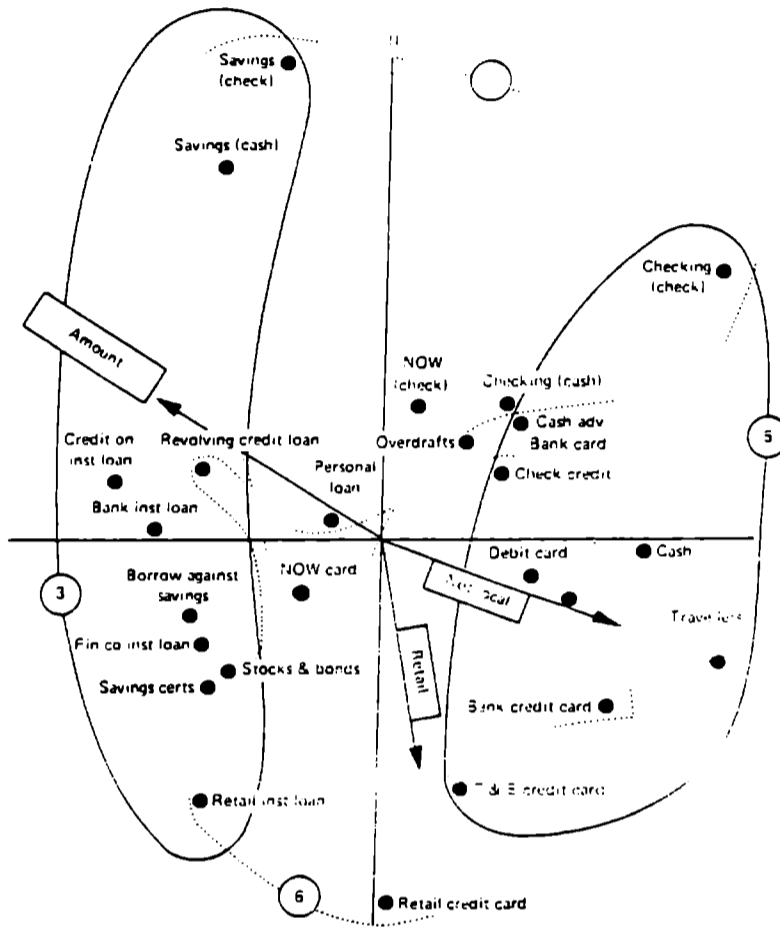 Savings
(check)
Savings (cash)
Checking
(check)
Amount
NOW
(check)
Checking (cash)
Cash adv
Bank card
5
Overdrafts
Credit on
inst loan
Revolving credit loan
Personal
loan
Check credit
Bank inst loan
Debit card
Cash
3
Borrow against
savings
NOW card
Fin co inst loan
Retail
Stocks & bonds
Savings certs
Bank credit card
Retail inst loan
credit card
6
Retail credit card